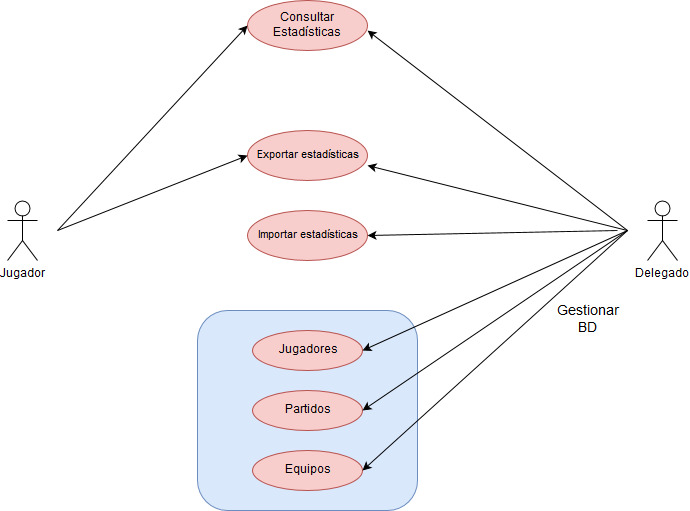 Consultar
Estadísticas
Exportar estadísticas
Importar estadísticas
Jugador
Delegado
Gestionar
BD
Jugadores
Partidos
Equipos